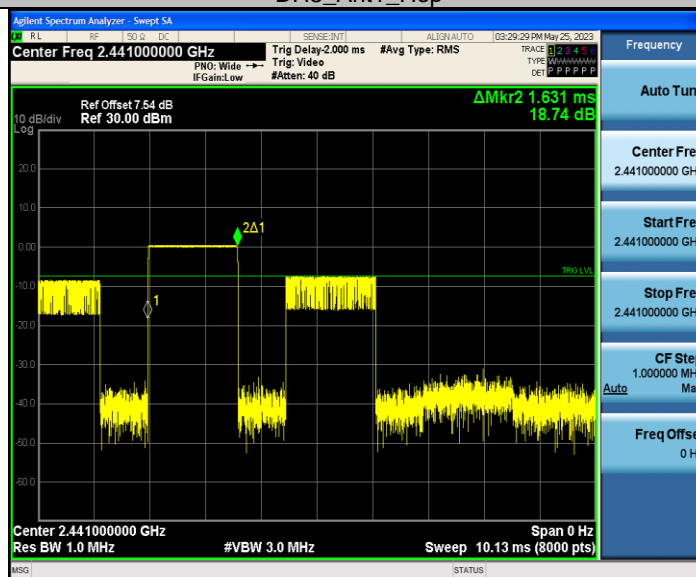 Agilent Spectrum Analyzer - Swept SA
RL RF 50 Ω DC SENSE:INT ALIGN AUTO 03:29:29 PM May 25, 2023
Center Freq 2.441000000 GHz
PNO: Wide
IFGain:Low
Trig Delay-2.000 ms
Trig: Video
#Atten: 40 dB
#Avg Type: RMS
TRACE 1 2 3 4 5 6
TYPE
DET P P P P P P
Frequency
Ref Offset 7.54 dB
Ref 30.00 dBm
10 dB/div
Log
ΔMkr2 1.631 ms
18.74 dB
20.0
10.0
0.00
-10.0
-20.0
-30.0
-40.0
-50.0
-60.0
2Δ1
1
TRIG LVL
Center 2.441000000 GHz
Res BW 1.0 MHz
#VBW 3.0 MHz
Span 0 Hz
Sweep 10.13 ms (8000 pts)
Auto Tun
Center Fre
2.441000000 GH
Start Fre
2.441000000 GH
Stop Fre
2.441000000 GH
CF Ste
1.000000 MH
Auto Ma
Freq Offse
0 H
MSG STATUS